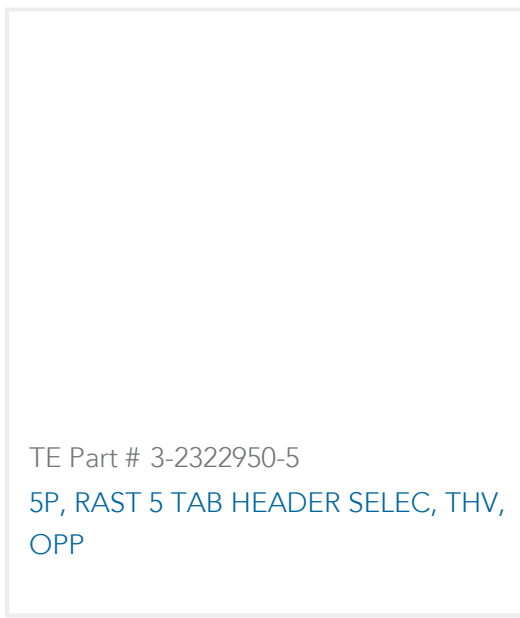 TE Part # 3-2322950-5
5P, RAST 5 TAB HEADER SELEC, THV,
OPP